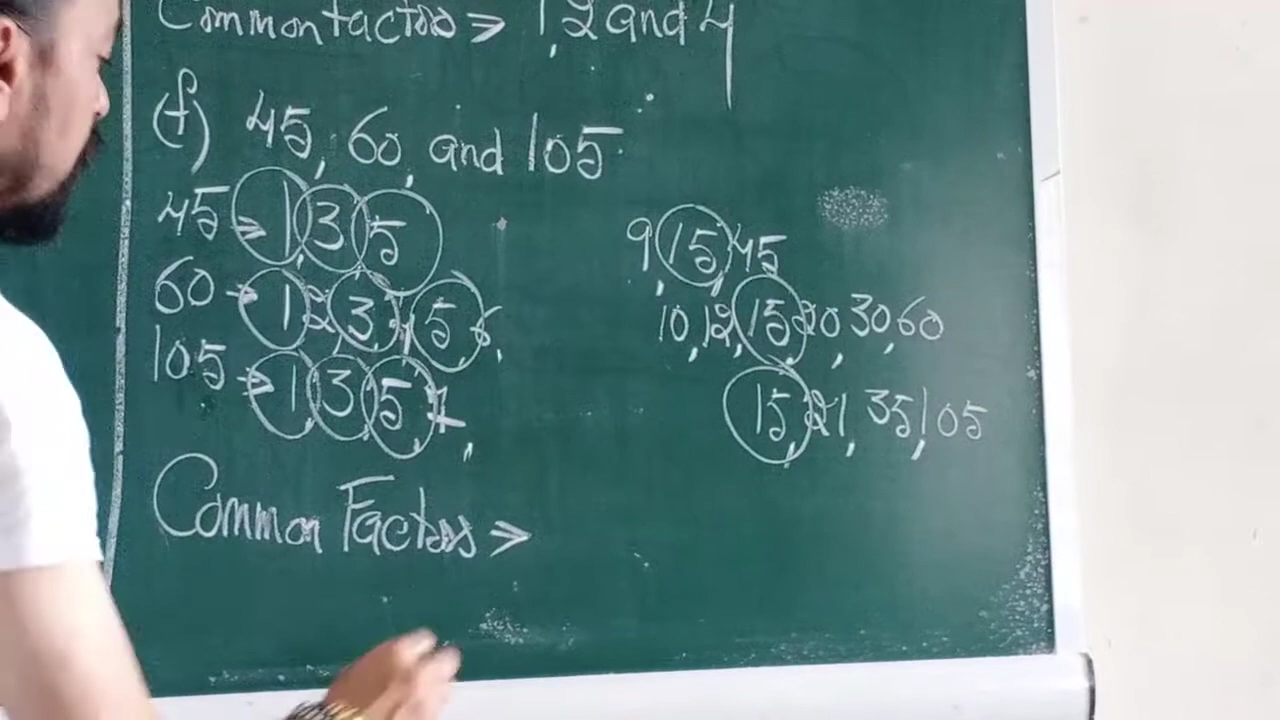 Common factors ⇒ 1, 2 and 4
(f) 45, 60, and 105
45 ⇒ 1, 3, 5 9, 15, 45
60 → 1, 2, 3, 4, 5, 6, 10, 12, 15, 20, 30, 60
105 → 1, 3, 5, 7, 15, 21, 35, 105
Common Factors ⇒